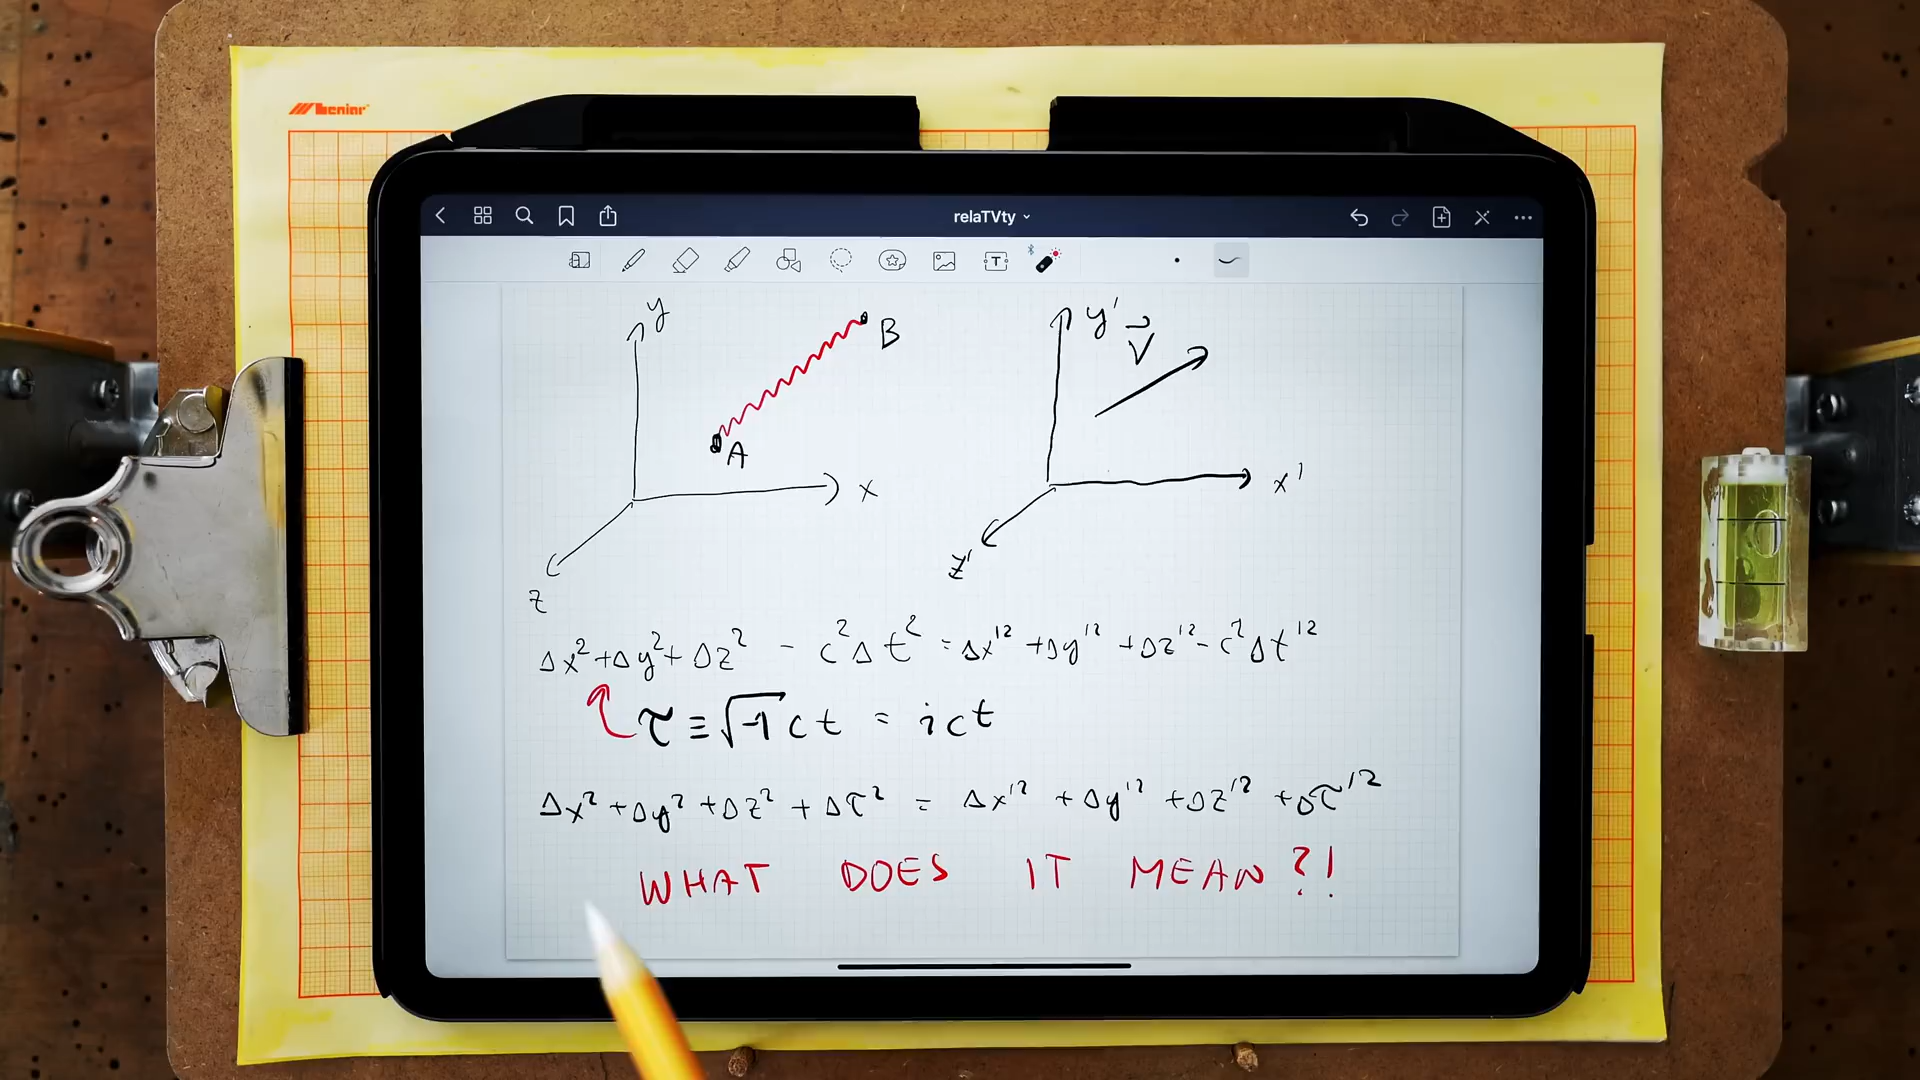 relaTVty
T
y
B
A
x
z
y'
V⃗
x'
z'
Δx² + Δy² + Δz² - c²Δt² = Δx'² + Δy'² + Δz'² - c²Δt'²
τ ≡ √-1 ct = ict
Δx² + Δy² + Δz² + Δτ² = Δx'² + Δy'² + Δz'² + Δτ'²
WHAT DOES IT MEAN?!